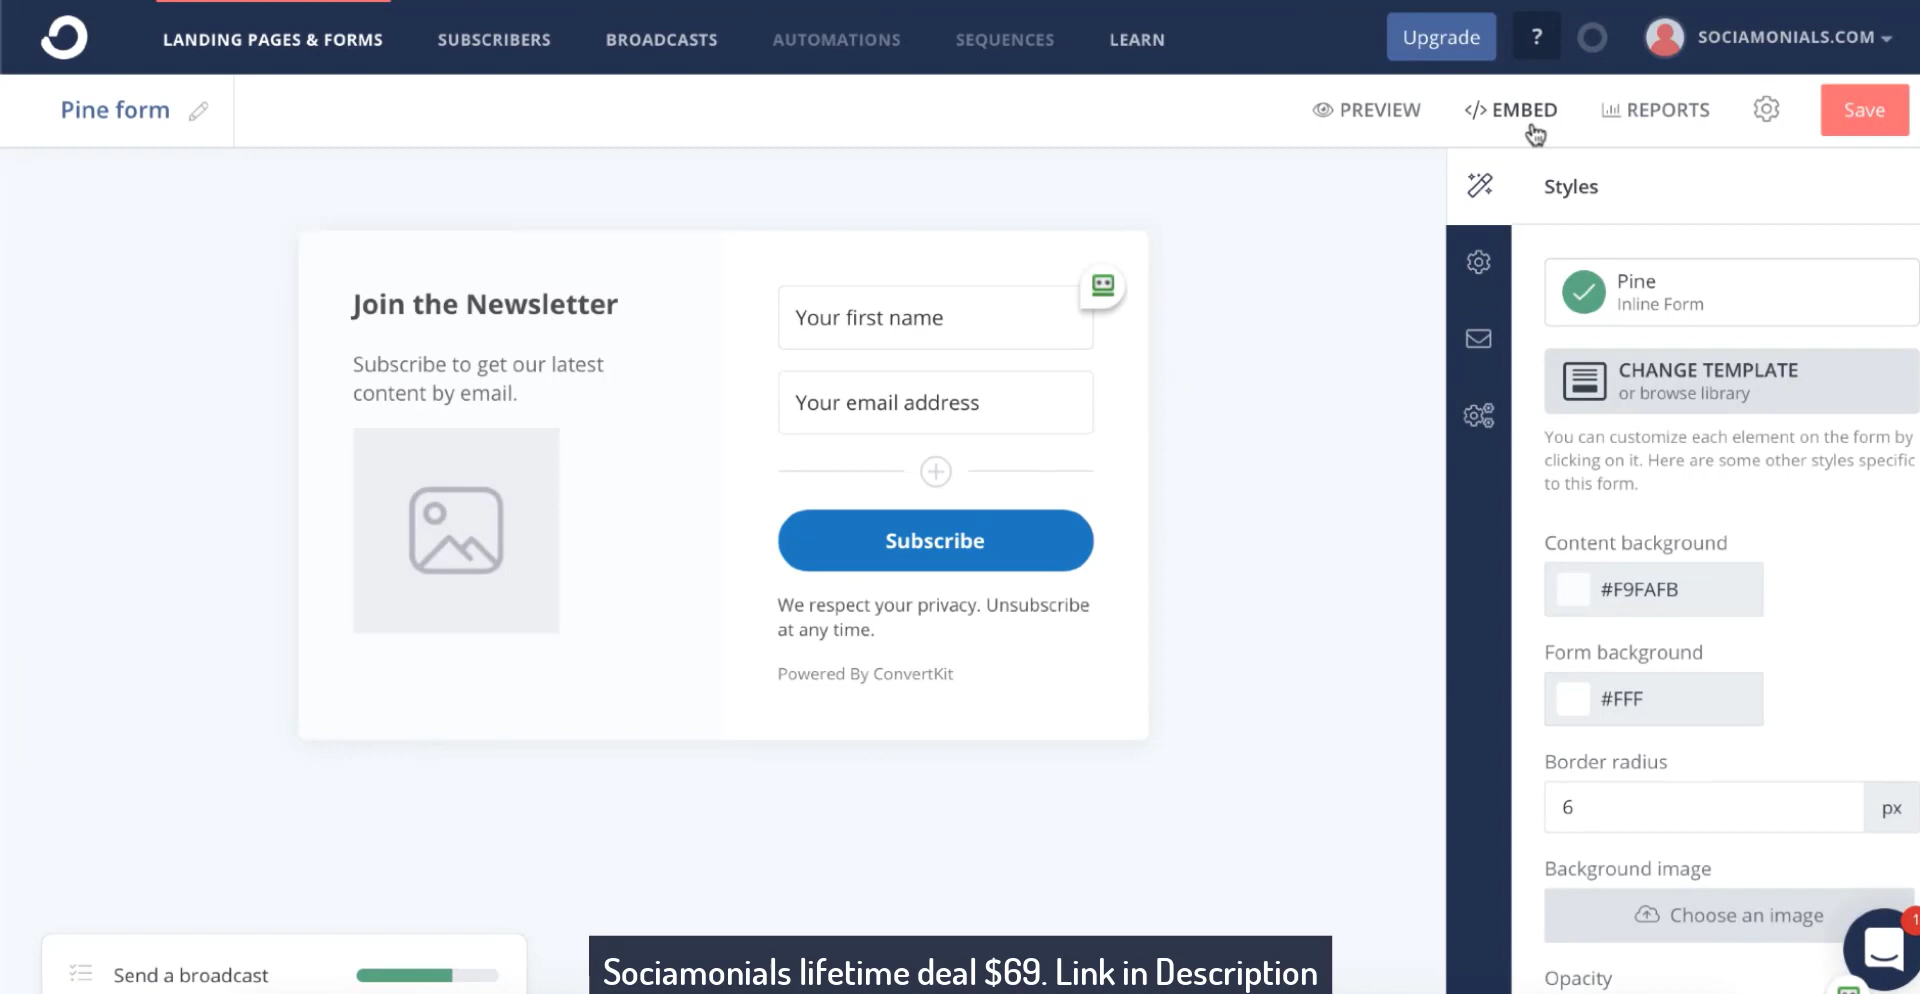 LANDING PAGES & FORMS
SUBSCRIBERS
BROADCASTS
AUTOMATIONS
SEQUENCES
LEARN
Upgrade
?
SOCIAMONIALS.COM
Pine form
PREVIEW
</> EMBED
REPORTS
Save
Join the Newsletter
Subscribe to get our latest
content by email.
Your first name
Your email address
Subscribe
We respect your privacy. Unsubscribe
at any time.
Powered By ConvertKit
Styles
Pine
Inline Form
CHANGE TEMPLATE
or browse library
You can customize each element on the form by
clicking on it. Here are some other styles specific
to this form.
Content background
#F9FAFB
Form background
#FFF
Border radius
6
px
Background image
Choose an image
1
Opacity
Send a broadcast
Sociamonials lifetime deal $69. Link in Description